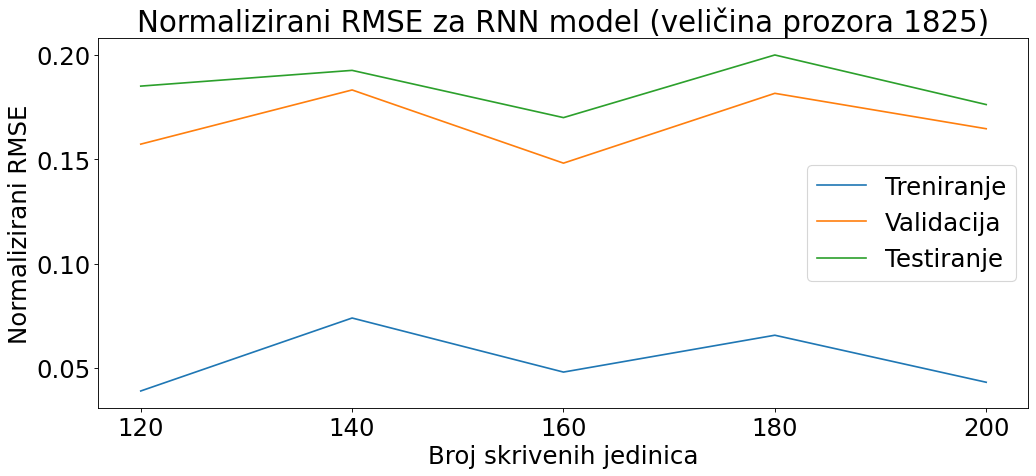 Normalizirani RMSE za RNN model (veličina prozora 1825)
Normalizirani RMSE
0.20
0.15
0.10
0.05
Treniranje
Validacija
Testiranje
120 140 160 180 200
Broj skrivenih jedinica